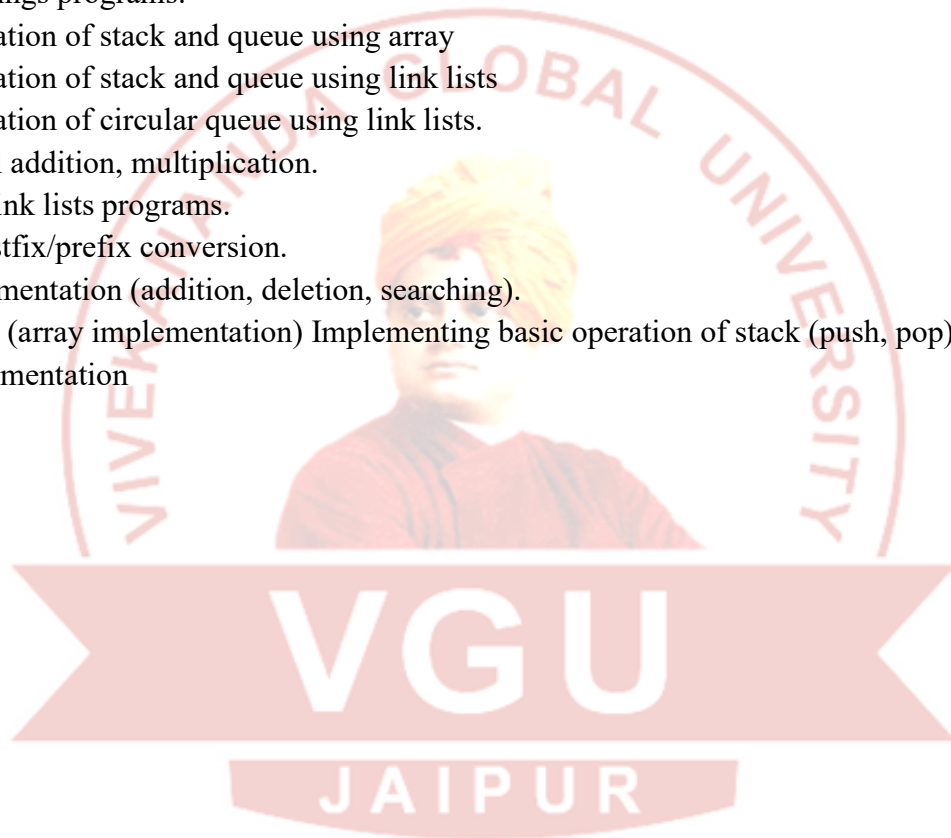 ngs programs.
ation of stack and queue using array
ation of stack and queue using link lists
ation of circular queue using link lists.
addition, multiplication.
ink lists programs.
stfix/prefix conversion.
mentation (addition, deletion, searching).
(array implementation) Implementing basic operation of stack (push, pop)
mentation
VIVEKANANDA GLOBAL UNIVERSITY
VGU
JAIPUR